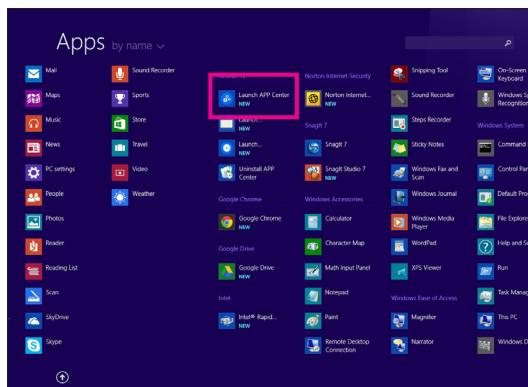 Apps by name
Mail
Maps
Music
News
PC settings
People
Photos
Reader
Reading List
Scan
SkyDrive
Skype
Sound Recorder
Sports
Store
Travel
Video
Weather
Launch APP Center
NEW
Launch...
Launch...
NEW
Uninstall APP
Center
Google Chrome
Google Chrome
NEW
Google Drive
Google Drive
NEW
Intel
Intel® Rapid...
NEW
Norton Internet Security
Norton Internet...
NEW
SnagIt 7
SnagIt 7
NEW
SnagIt Studio 7
NEW
Windows Accessories
Calculator
Character Map
Math Input Panel
Notepad
Paint
Remote Desktop
Connection
Snipping Tool
Sound Recorder
Steps Recorder
Sticky Notes
Windows Fax and
Scan
Windows Journal
Windows Media
Player
WordPad
XPS Viewer
Windows Ease of Access
Magnifier
Narrator
On-Screen
Keyboard
Windows S
Recognition
Windows System
Command
Control Pan
Default Pro
File Explore
Help and Su
Run
Task Manag
This PC
Windows D